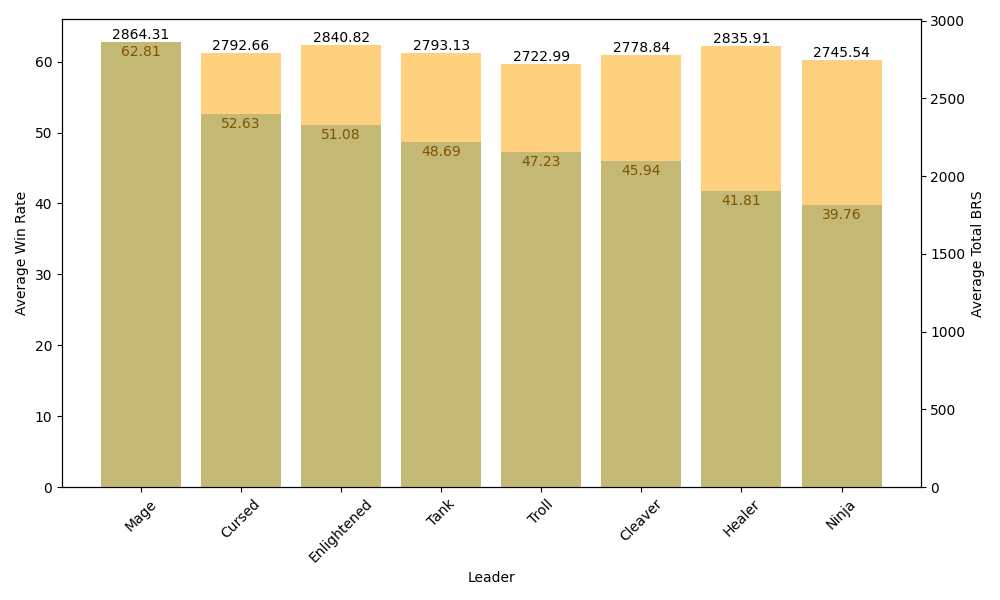 2864.31
2792.66
2840.82
2793.13
2722.99
2778.84
2835.91
2745.54
62.81
52.63
51.08
48.69
47.23
45.94
41.81
39.76
60
50
40
30
20
10
0
Average Win Rate
3000
2500
2000
1500
1000
500
0
Average Total BRS
Mage
Cursed
Enlightened
Tank
Troll
Cleaver
Healer
Ninja
Leader